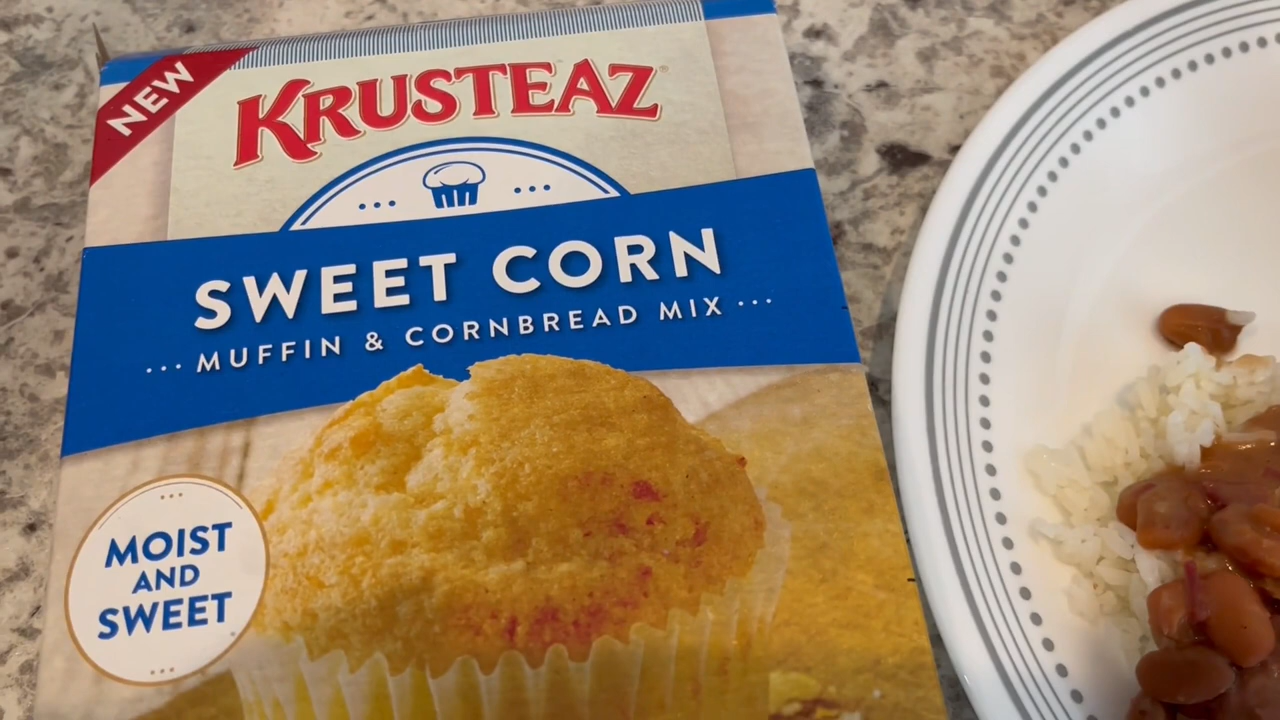 NEW
KRUSTEAZ
SWEET CORN
MUFFIN & CORNBREAD MIX
MOIST
AND
SWEET